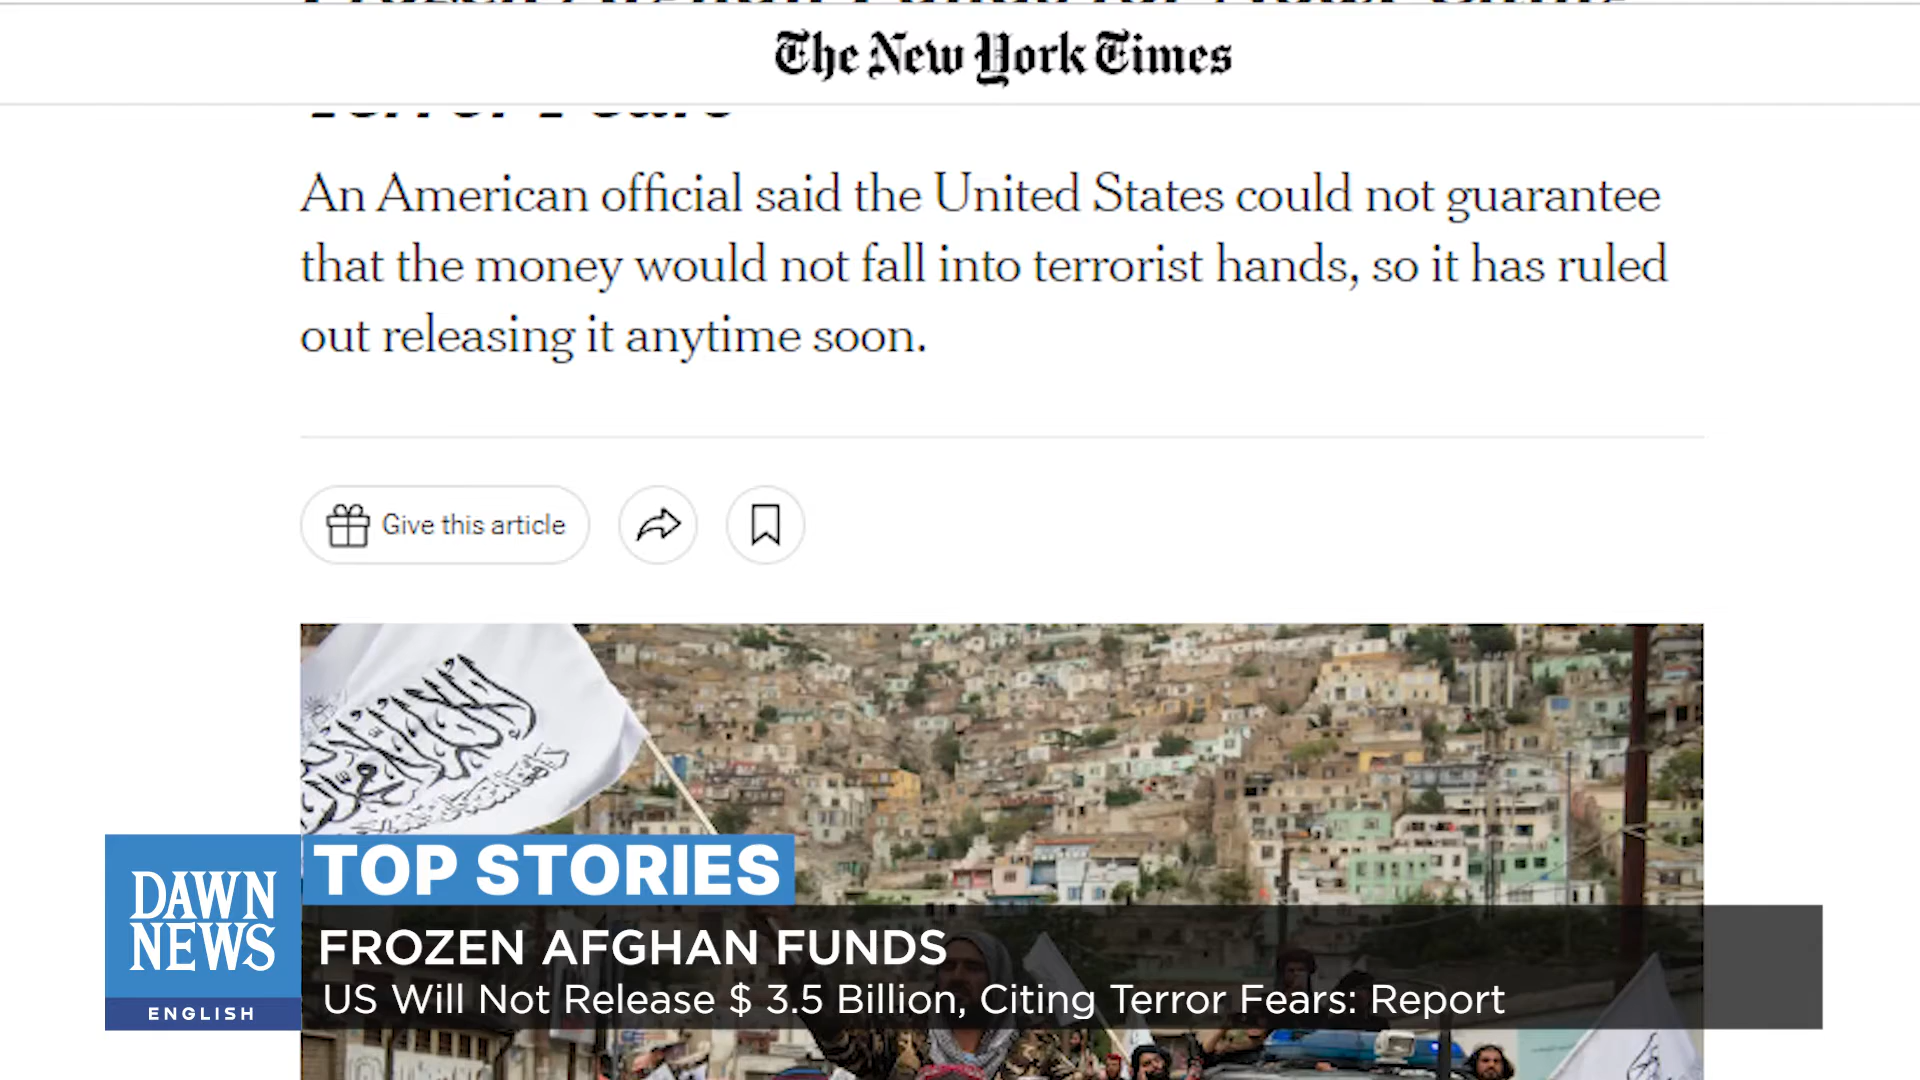 The New York Times
An American official said the United States could not guarantee
that the money would not fall into terrorist hands, so it has ruled
out releasing it anytime soon.
Give this article
TOP STORIES
DAWN
NEWS
ENGLISH
FROZEN AFGHAN FUNDS
US Will Not Release $ 3.5 Billion, Citing Terror Fears: Report